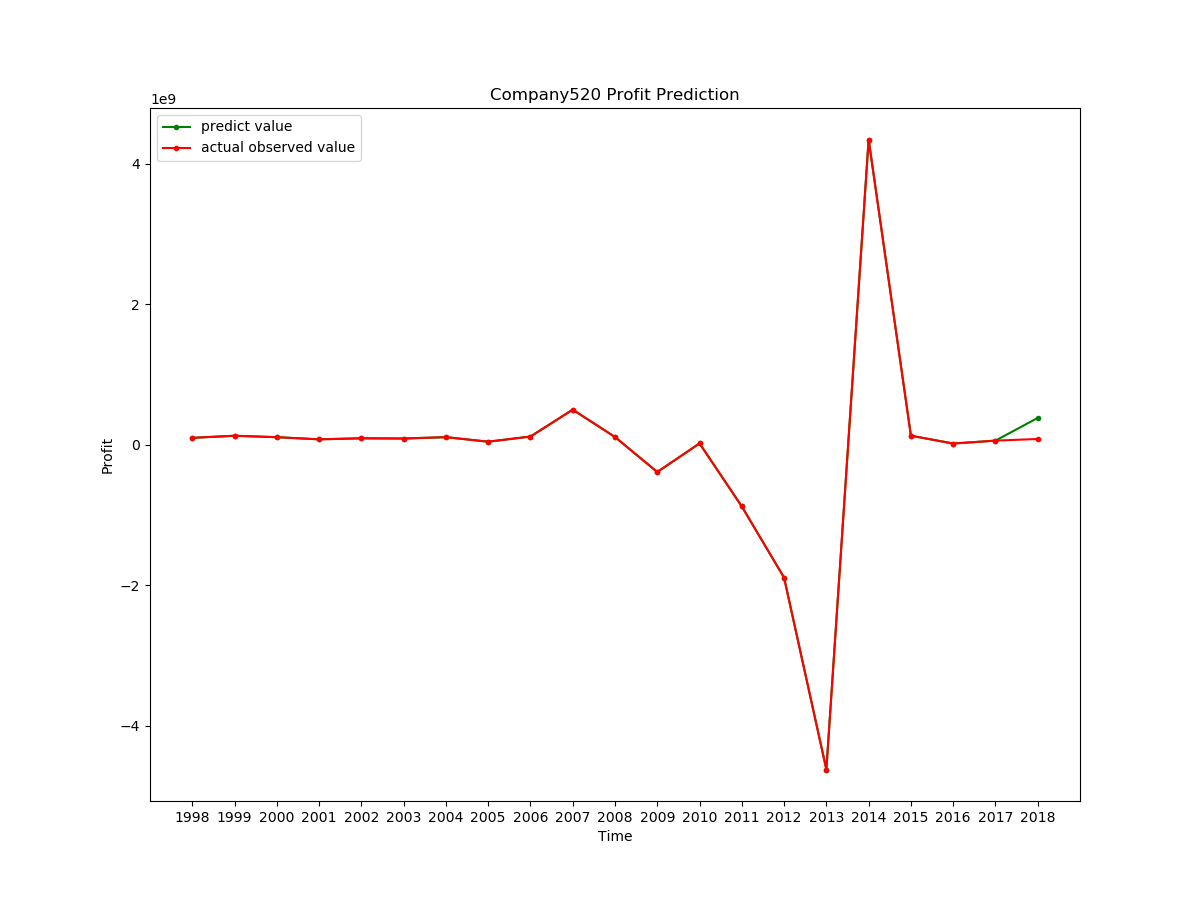 Company520 Profit Prediction
1e9
predict value
actual observed value
4
2
0
−2
−4
Profit
1998 1999 2000 2001 2002 2003 2004 2005 2006 2007 2008 2009 2010 2011 2012 2013 2014 2015 2016 2017 2018
Time